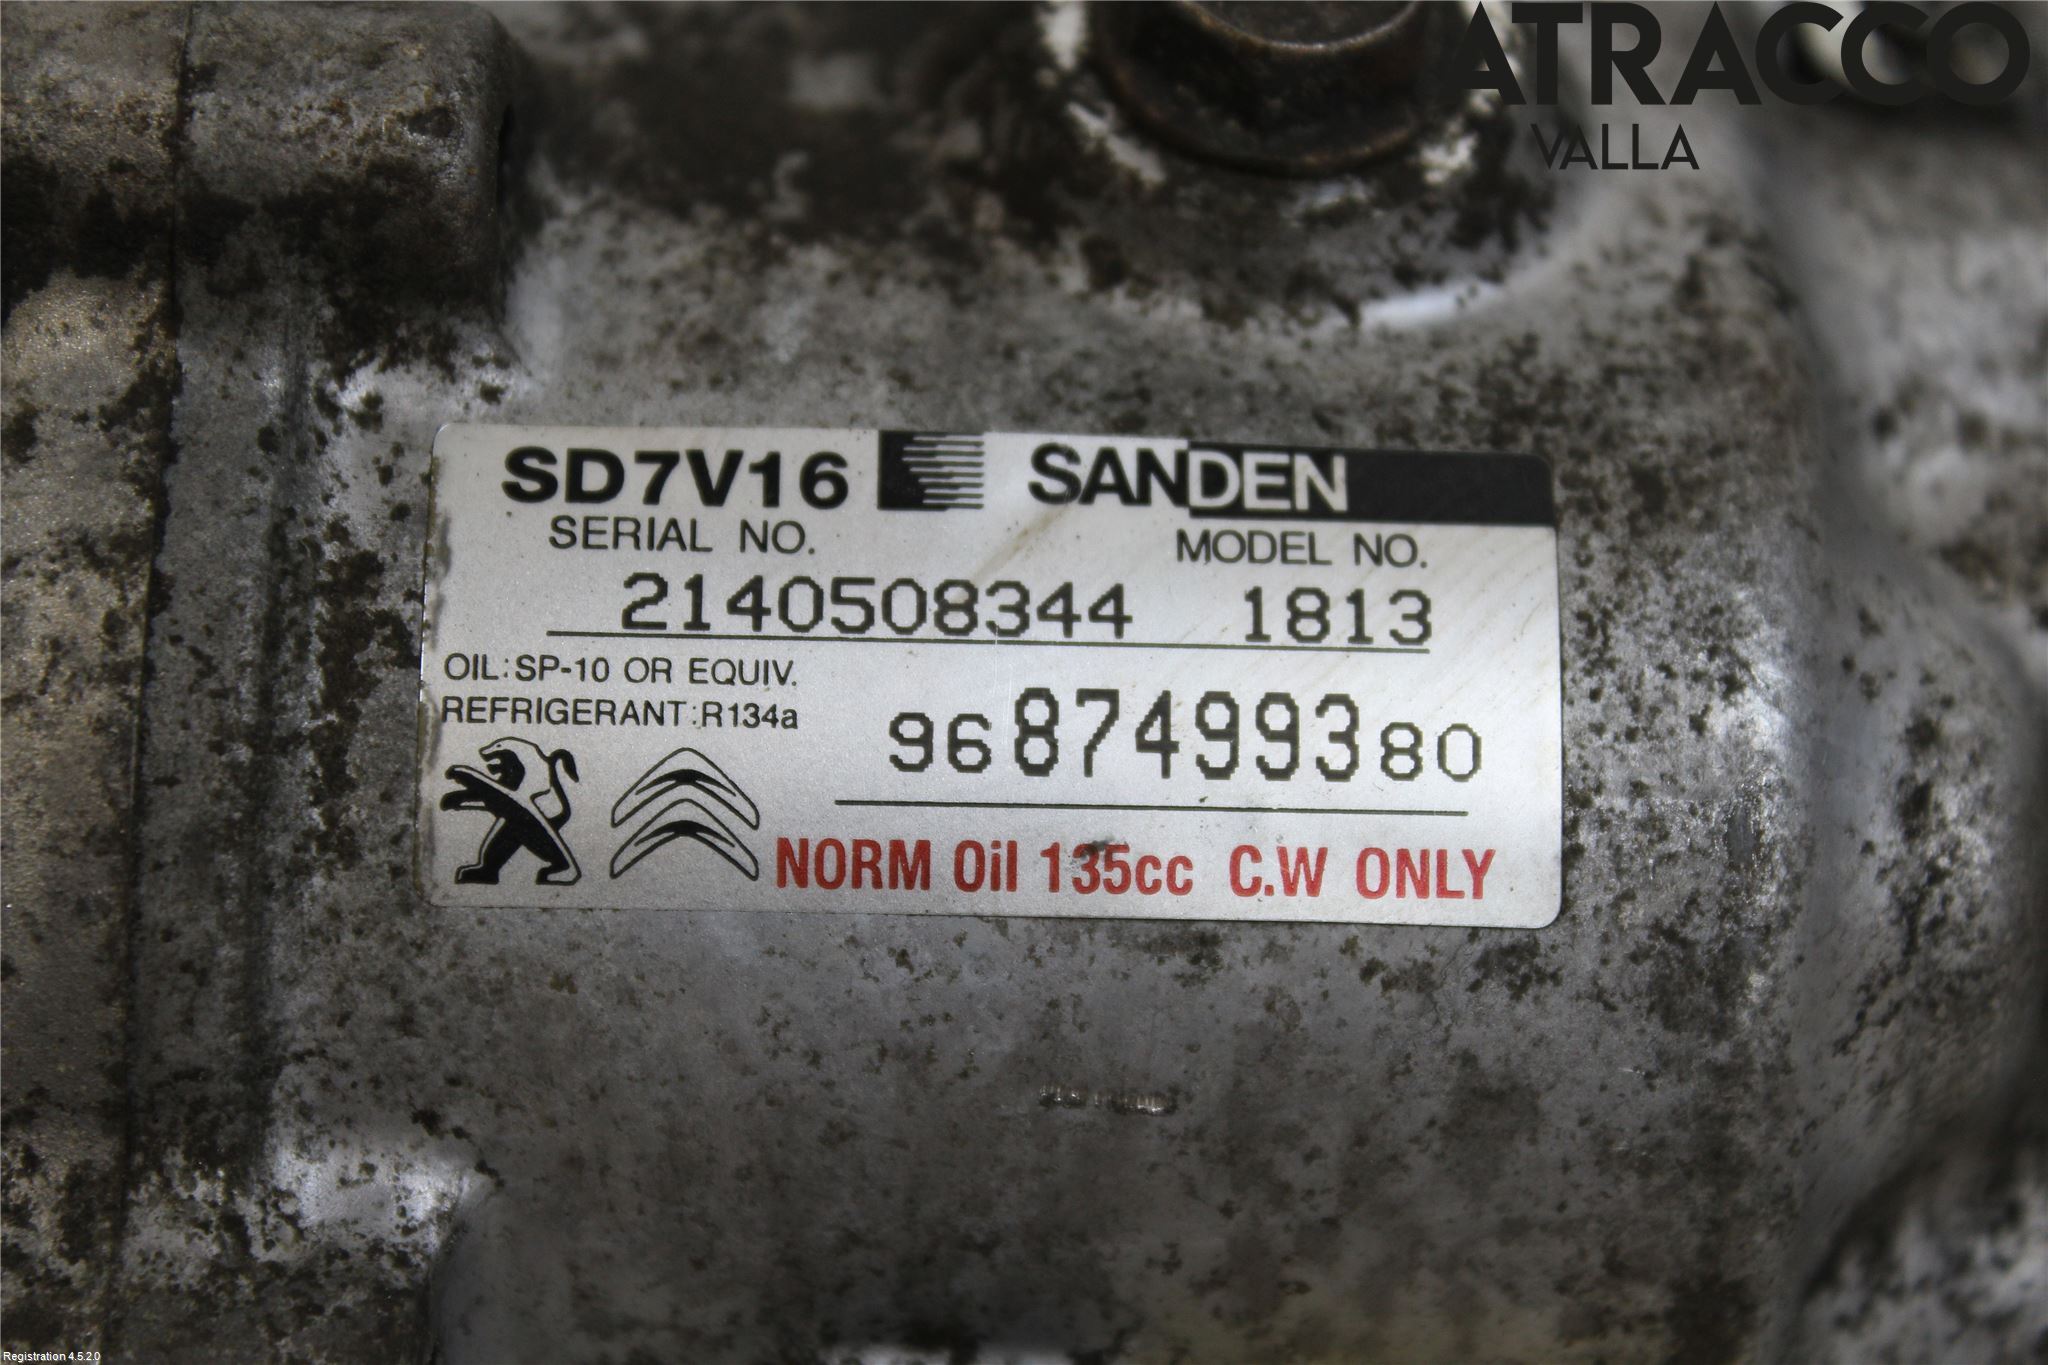 ATRACCO
VALLA
SD7V16 SANDEN
SERIAL NO. MODEL NO.
2140508344 1813
OIL:SP-10 OR EQUIV.
REFRIGERANT:R134a
9687499380
NORM Oil 135cc C.W ONLY
Registration 4.5.2.0